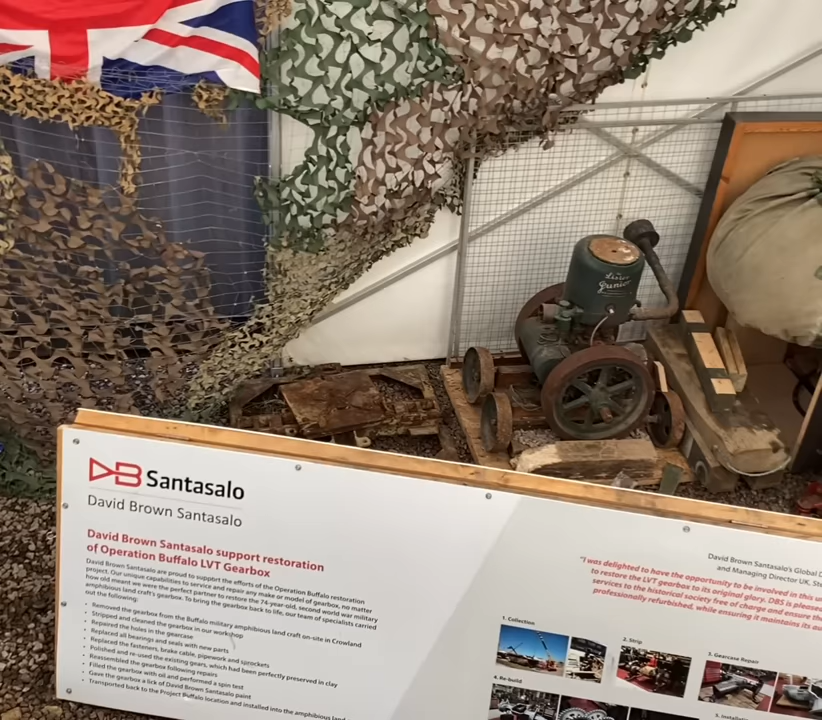 Lister
Junior
DB Santasalo
David Brown Santasalo
David Brown Santasalo support restoration
of Operation Buffalo LVT Gearbox
David Brown Santasalo are proud to support the efforts of the Operation Buffalo restoration
project. Our unique capabilities to service and repair any make or model of gearbox, no matter
how old meant we were the perfect partner to restore the 74-year-old, second world war military
amphibious land craft's gearbox. To bring the gearbox back to life, our team of specialists carried
out the following:
• Removed the gearbox from the Buffalo military amphibious land craft on-site in Crowland
• Stripped and cleaned the gearbox in our workshop
• Repaired the holes in the gearcase
• Replaced all bearings and seals with new parts
• Replaced the fasteners, brake cable, pipework and sprockets
• Polished and re-used the existing gears, which had been perfectly preserved in clay
• Reassembled the gearbox following repairs
• Filled the gearbox with oil and performed a spin test
• Gave the gearbox a lick of David Brown Santasalo paint
• Transported back to the Project Buffalo location and installed into the amphibious land
David Brown Santasalo's Global
and Managing Director UK,
"I was delighted to have the opportunity to be involved in this
to restore the LVT gearbox to its original glory. DBS is pleased
services to the historical society free of charge and ensure the
professionally refurbished, while ensuring it maintains its
1. Collection
2. Strip
3. Gearcase Repair
4. Re-build